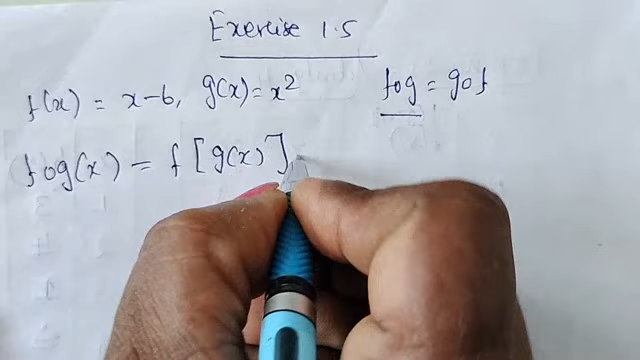 Exercise 1.5
f(x) = x-6, g(x) = x² fog = gof
fog(x) = f[g(x)]